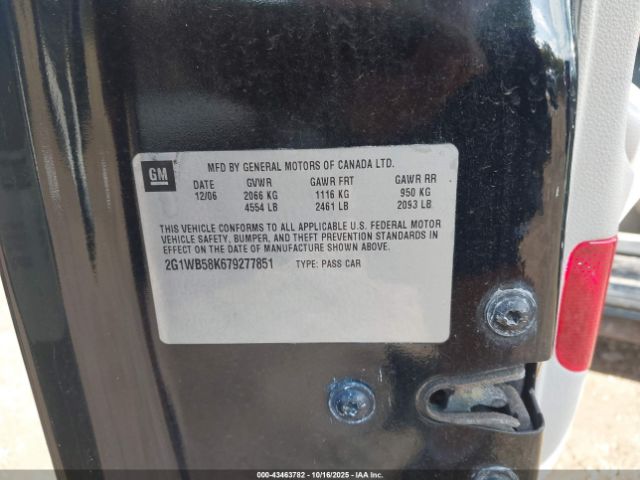 GM
MFD BY GENERAL MOTORS OF CANADA LTD.
DATE GVWR GAWR FRT GAWR RR
12/06 2066 KG 1116 KG 950 KG
4554 LB 2461 LB 2093 LB
THIS VEHICLE CONFORMS TO ALL APPLICABLE U.S. FEDERAL MOTOR
VEHICLE SAFETY, BUMPER, AND THEFT PREVENTION STANDARDS IN
EFFECT ON THE DATE OF MANUFACTURE SHOWN ABOVE.
2G1WB58K679277851 TYPE: PASS CAR
000-43463782 - 10/16/2025 - IAA Inc.